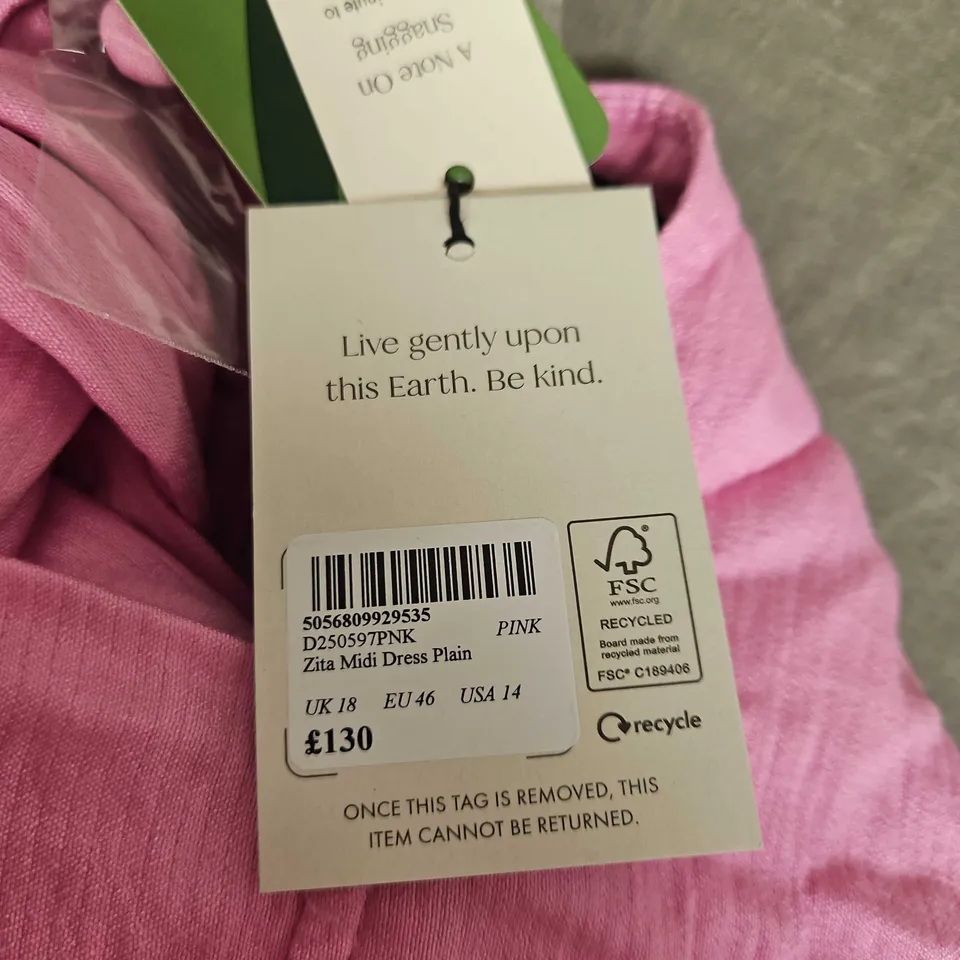 A Note On
Snagging
Live gently upon
this Earth. Be kind.
5056809929535
D250597PNK
PINK
Zita Midi Dress Plain
UK 18 EU 46 USA 14
£130
FSC®
www.fsc.org
RECYCLED
Board made from
recycled material
FSC® C189406
recycle
ONCE THIS TAG IS REMOVED, THIS
ITEM CANNOT BE RETURNED.